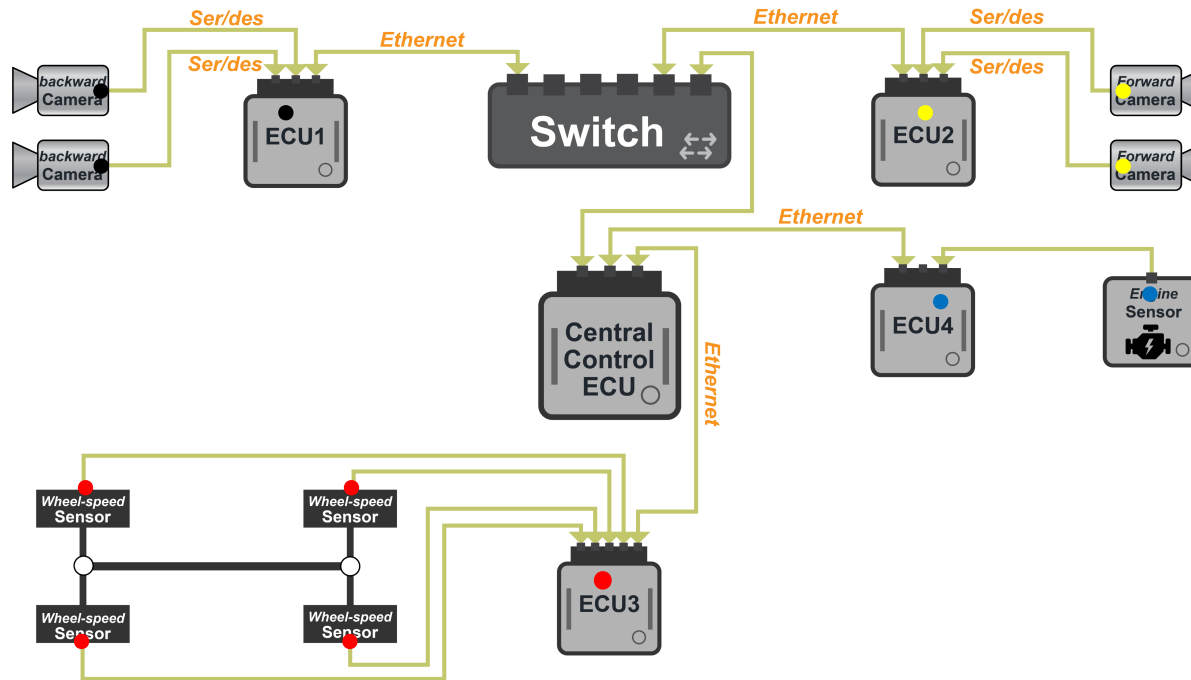 Ser/des
Ethernet
Ethernet
Ser/des
Ser/des
Ser/des
backward
Camera
ECU1
Switch
ECU2
Forward
Camera
backward
Camera
Forward
Camera
Ethernet
Central
Control
ECU
ECU4
Engine
Sensor
Ethernet
Wheel-speed
Sensor
Wheel-speed
Sensor
ECU3
Wheel-speed
Sensor
Wheel-speed
Sensor